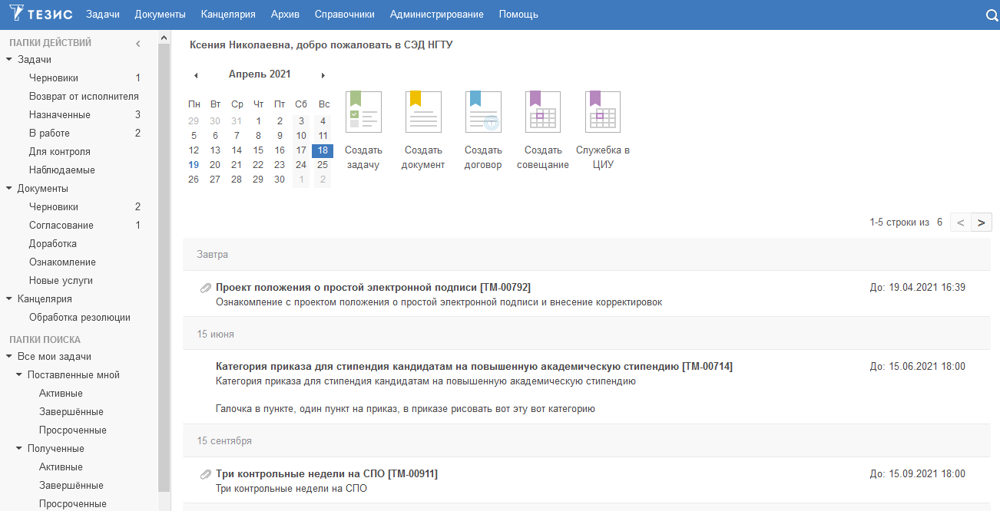 ТЕЗИС Задачи Документы Канцелярия Архив Справочники Администрирование Помощь
ПАПКИ ДЕЙСТВИЙ
Задачи
Черновики 1
Возврат от исполнителя
Назначенные 3
В работе 2
Для контроля
Наблюдаемые
Документы
Черновики 2
Согласование 1
Доработка
Ознакомление
Новые услуги
Канцелярия
Обработка резолюции
ПАПКИ ПОИСКА
Все мои задачи
Поставленные мной
Активные
Завершённые
Просроченные
Полученные
Активные
Завершённые
Просроченные
Ксения Николаевна, добро пожаловать в СЭД НГТУ
Апрель 2021
Пн Вт Ср Чт Пт Сб Вс
29 30 31 1 2 3 4
5 6 7 8 9 10 11
12 13 14 15 16 17 18
19 20 21 22 23 24 25
26 27 28 29 30 1 2
Создать задачу
Создать документ
Создать договор
Создать совещание
Служебка в ЦИУ
1-5 строки из 6 < >
Завтра
Проект положения о простой электронной подписи [ТМ-00792] До: 19.04.2021 16:39
Ознакомление с проектом положения о простой электронной подписи и внесение корректировок
15 июня
Категория приказа для стипендия кандидатам на повышенную академическую стипендию [ТМ-00714] До: 15.06.2021 18:00
Категория приказа для стипендия кандидатам на повышенную академическую стипендию
Галочка в пункте, один пункт на приказ, в приказе рисовать вот эту вот категорию
15 сентября
Три контрольные недели на СПО [ТМ-00911] До: 15.09.2021 18:00
Три контрольные недели на СПО